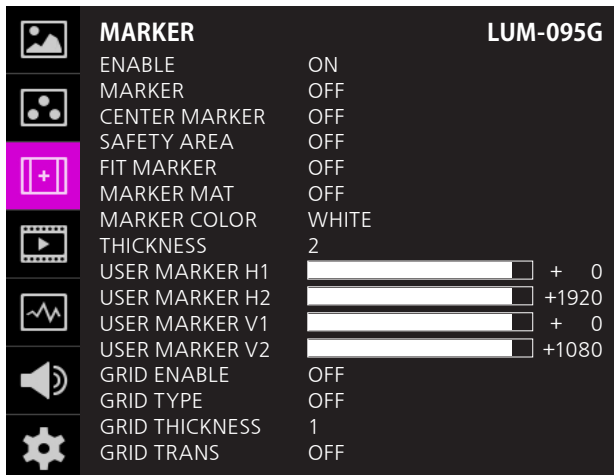 MARKER LUM-095G
ENABLE ON
MARKER OFF
CENTER MARKER OFF
SAFETY AREA OFF
FIT MARKER OFF
MARKER MAT OFF
MARKER COLOR WHITE
THICKNESS 2
USER MARKER H1 + 0
USER MARKER H2 +1920
USER MARKER V1 + 0
USER MARKER V2 +1080
GRID ENABLE OFF
GRID TYPE OFF
GRID THICKNESS 1
GRID TRANS OFF